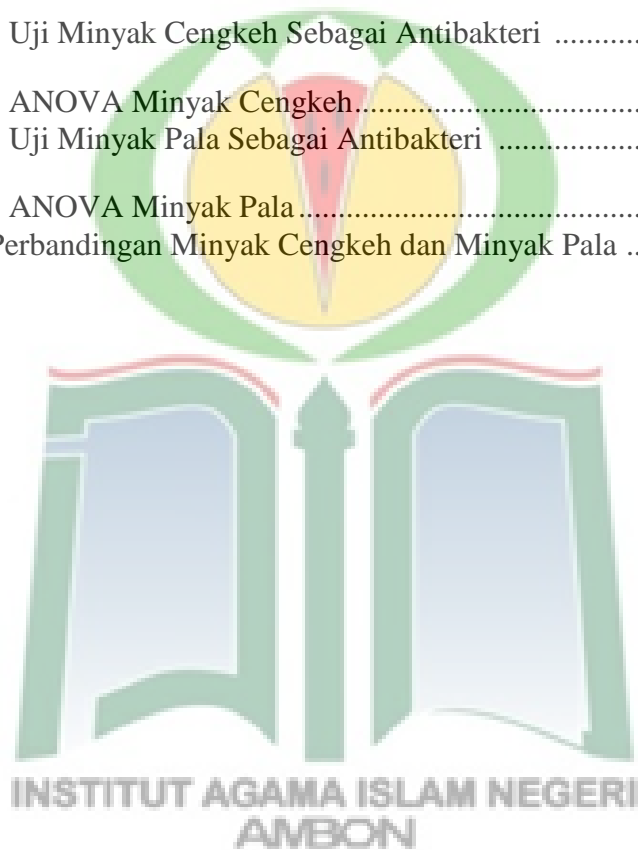 Uji Minyak Cengkeh Sebagai Antibakteri ...........
ANOVA Minyak Cengkeh....................................
Uji Minyak Pala Sebagai Antibakteri .................
ANOVA Minyak Pala..........................................
Perbandingan Minyak Cengkeh dan Minyak Pala ..
INSTITUT AGAMA ISLAM NEGERI
AMBON